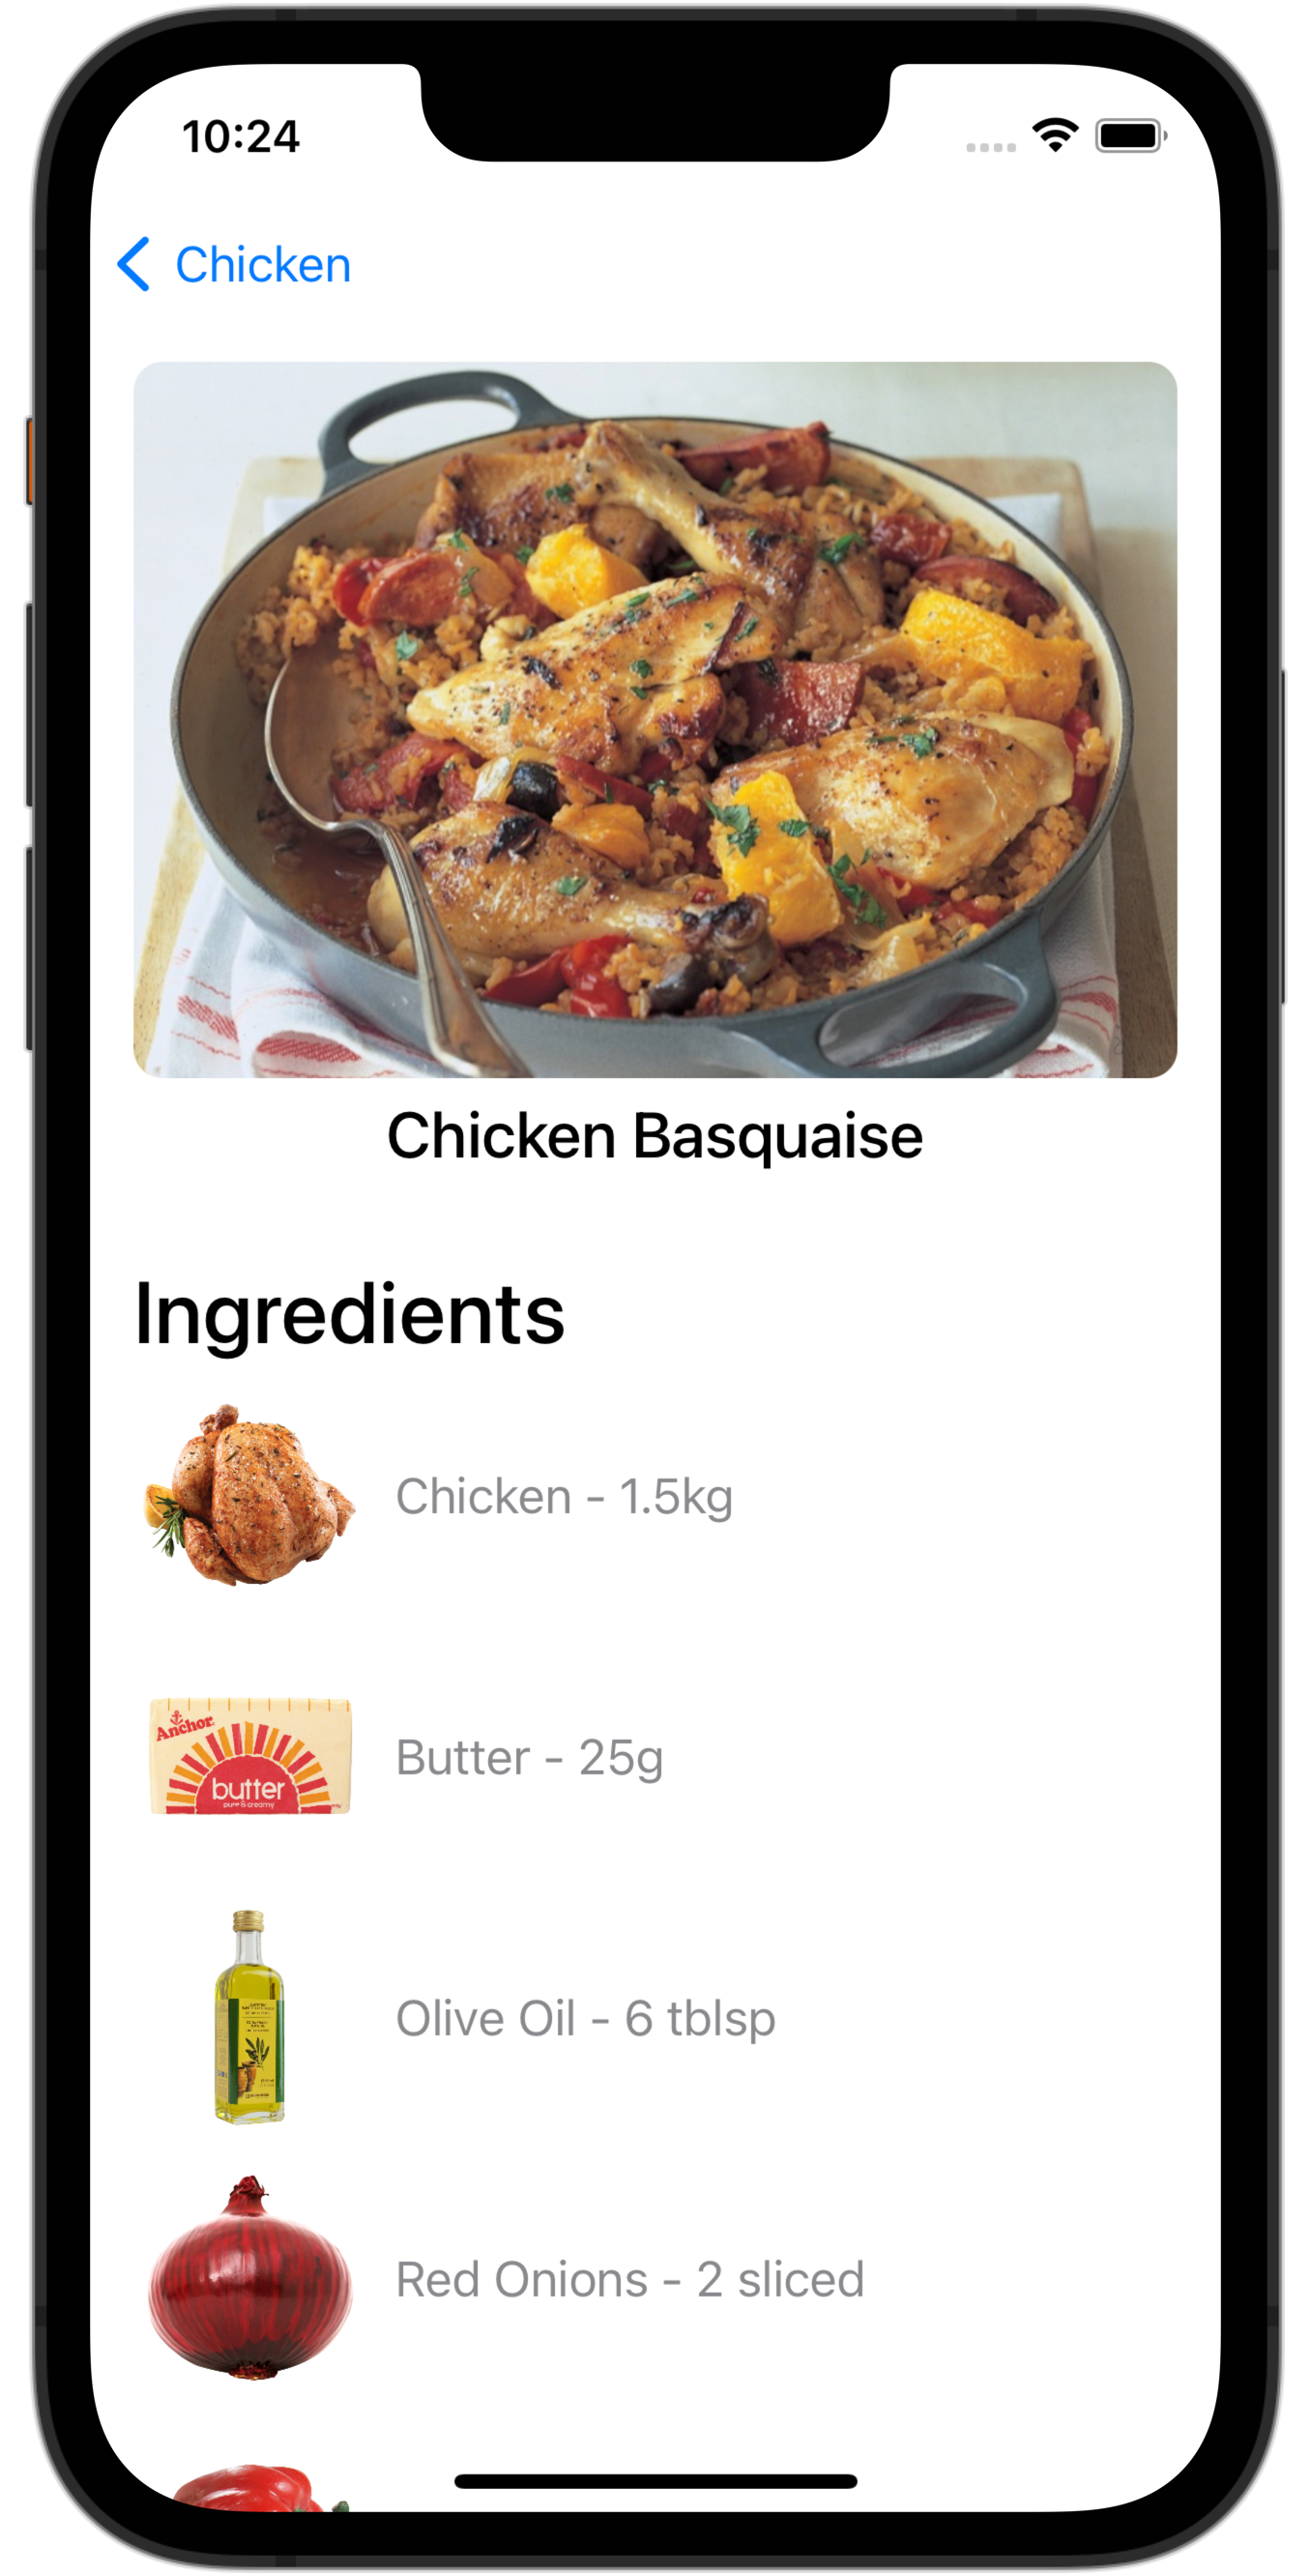 10:24
Chicken
Chicken Basquaise
Ingredients
Chicken - 1.5kg
Anchor
butter
pure & creamy
Butter - 25g
Olive Oil - 6 tblsp
Red Onions - 2 sliced